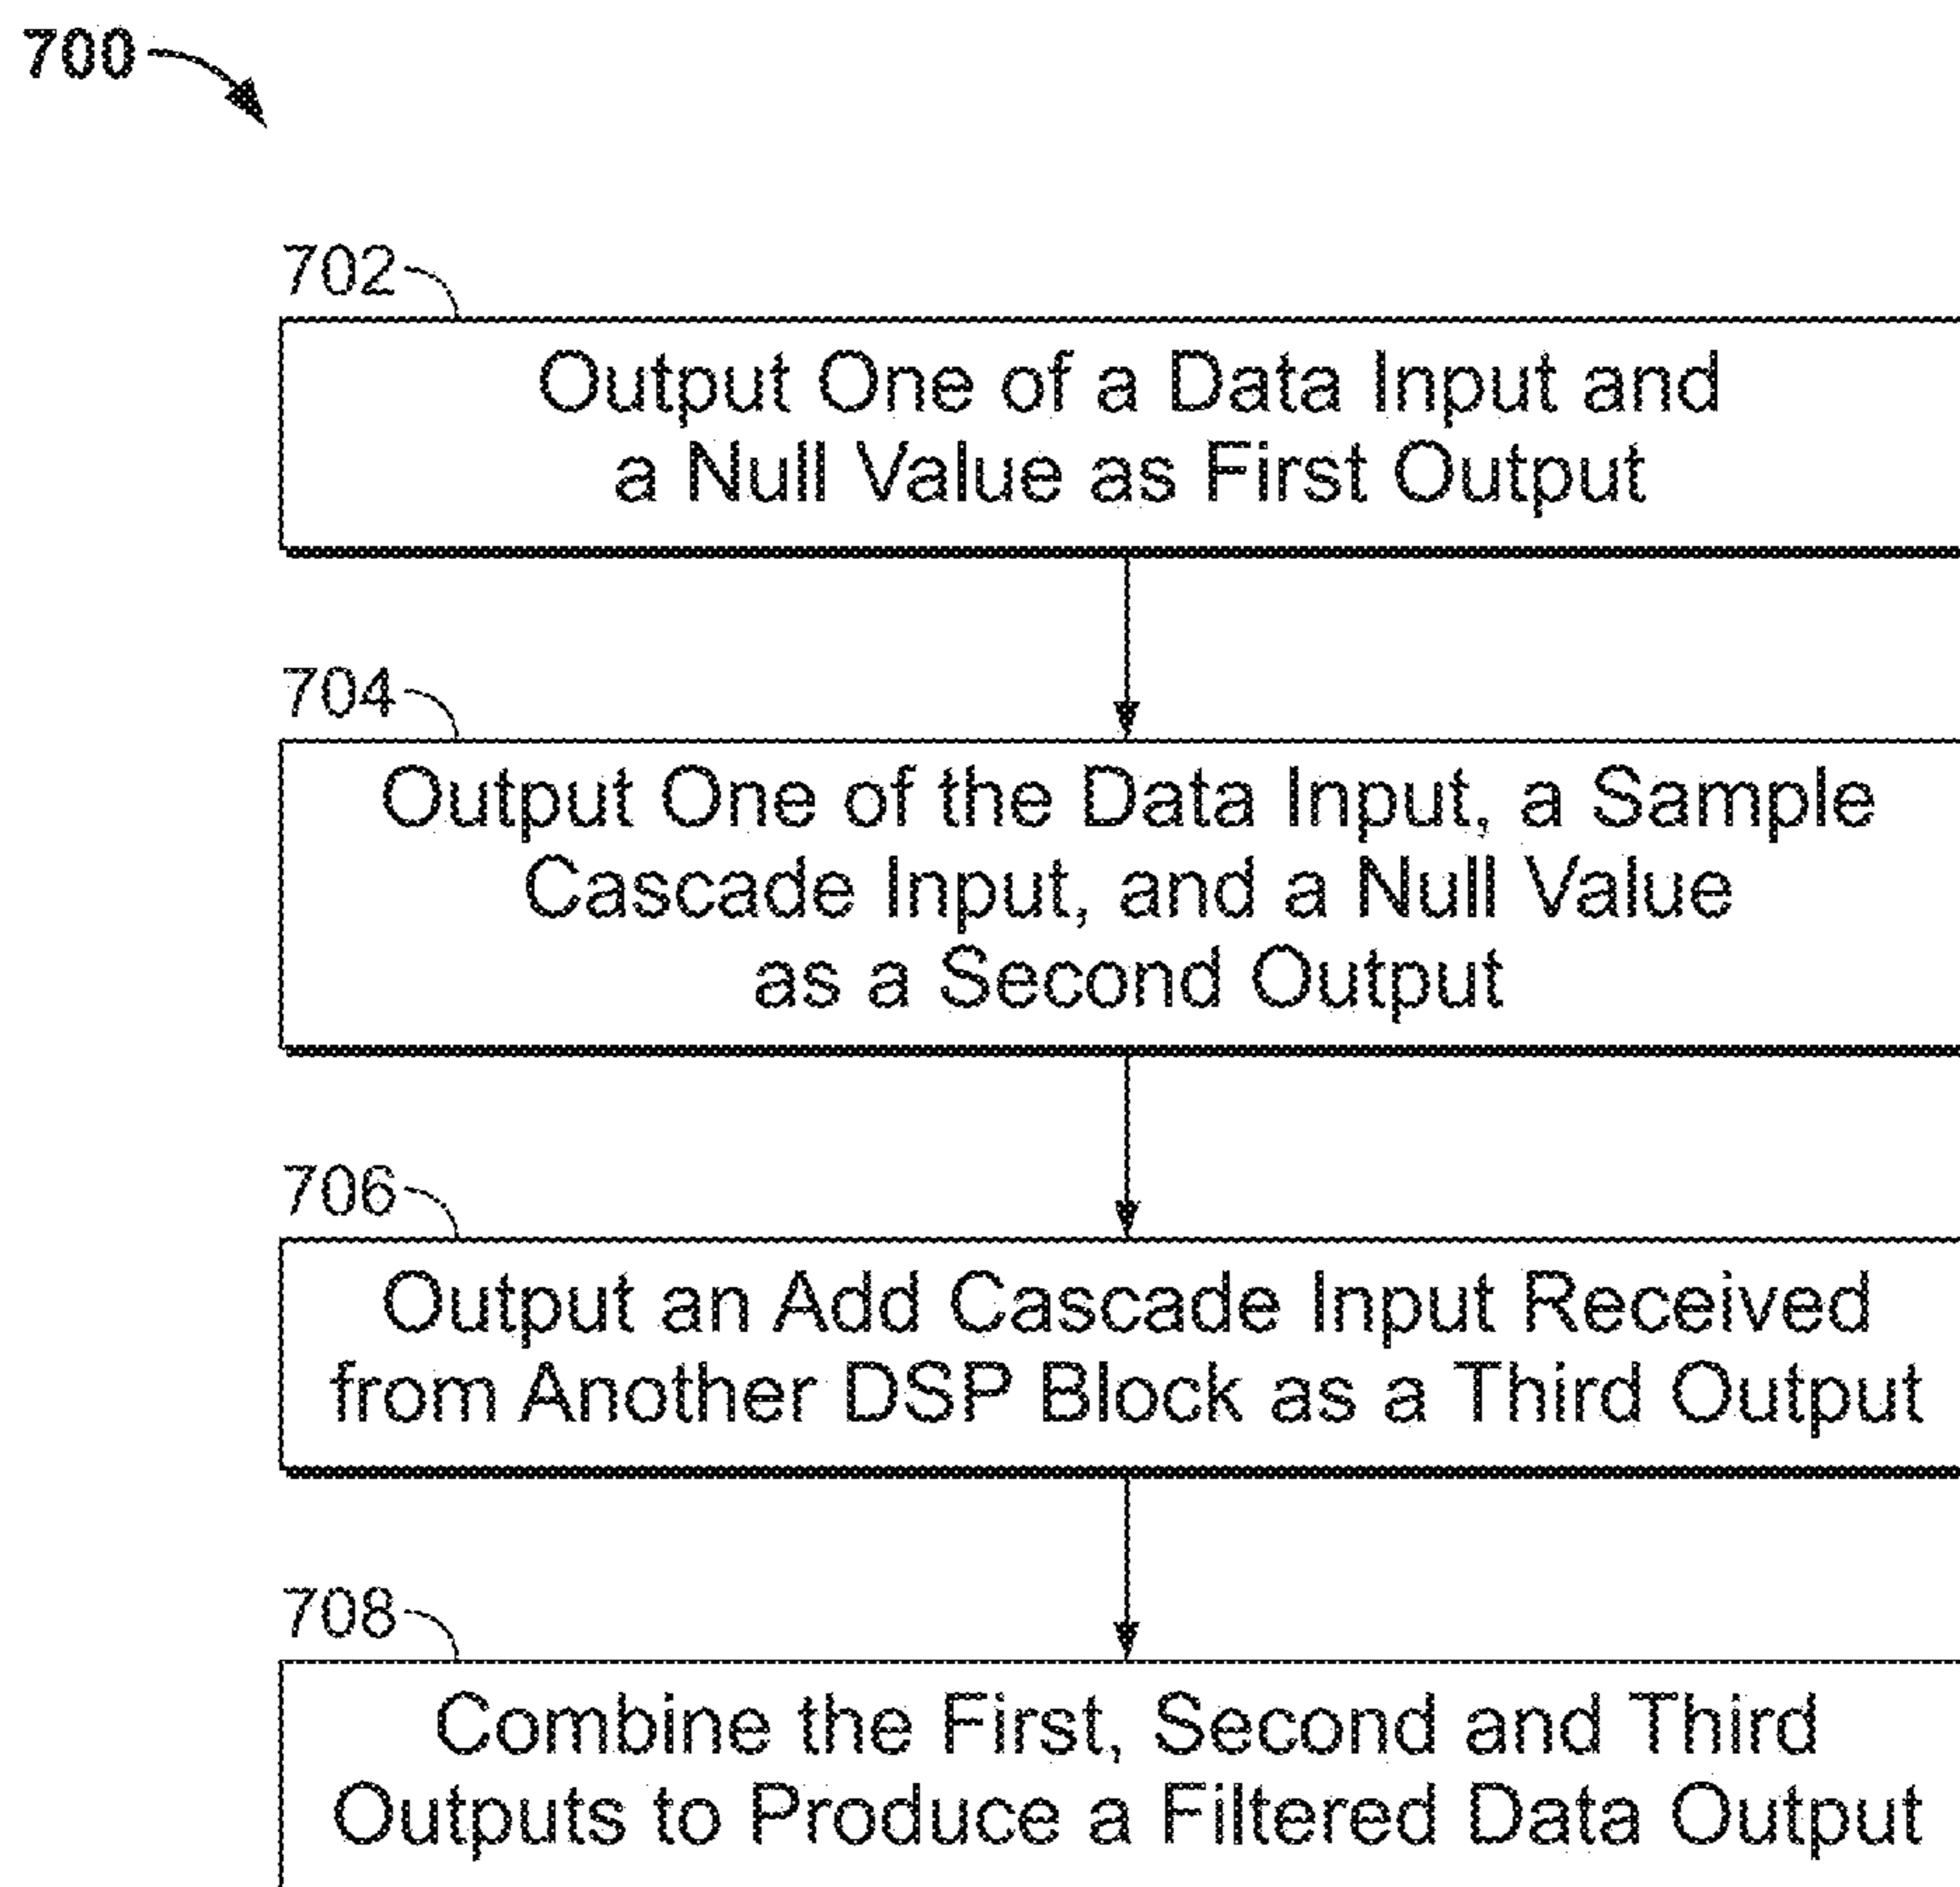 700
702
Output One of a Data Input and
a Null Value as First Output
704
Output One of the Data Input, a Sample
Cascade Input, and a Null Value
as a Second Output
706
Output an Add Cascade Input Received
from Another DSP Block as a Third Output
708
Combine the First, Second and Third
Outputs to Produce a Filtered Data Output